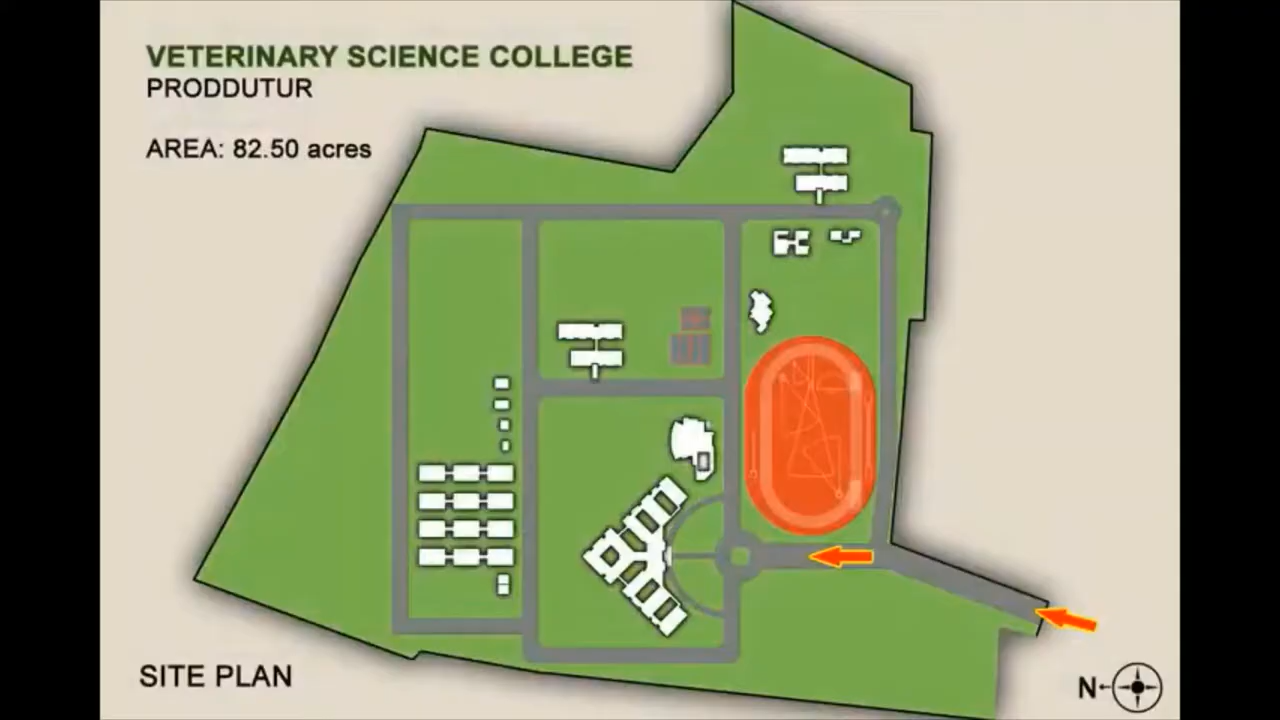 VETERINARY SCIENCE COLLEGE
PRODDUTUR
AREA: 82.50 acres
SITE PLAN
N